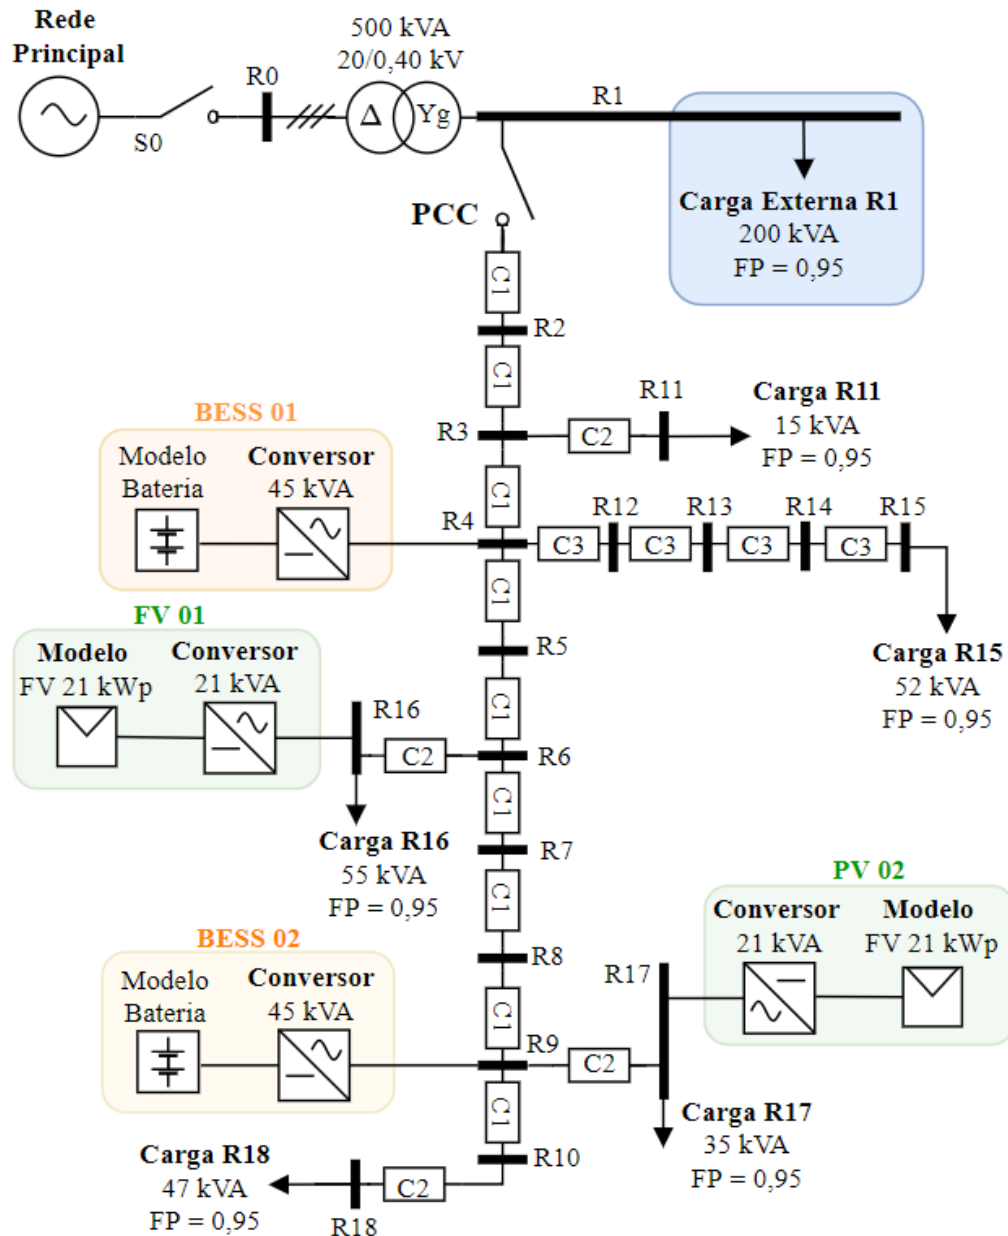 Rede
Principal
S0
R0
500 kVA
20/0,40 kV
Δ
Yg
R1
Carga Externa R1
200 kVA
FP = 0,95
PCC
C1
R2
C1
R3
C2
R11
Carga R11
15 kVA
FP = 0,95
C1
BESS 01
Modelo
Bateria
Conversor
45 kVA
R4
C3
R12
C3
R13
C3
R14
C3
R15
Carga R15
52 kVA
FP = 0,95
C1
R5
FV 01
Modelo
FV 21 kWp
Conversor
21 kVA
R16
C2
C1
R6
Carga R16
55 kVA
FP = 0,95
C1
R7
C1
R8
BESS 02
Modelo
Bateria
Conversor
45 kVA
C1
R9
C2
R17
PV 02
Conversor
21 kVA
Modelo
FV 21 kWp
Carga R17
35 kVA
FP = 0,95
C1
R10
C2
R18
Carga R18
47 kVA
FP = 0,95